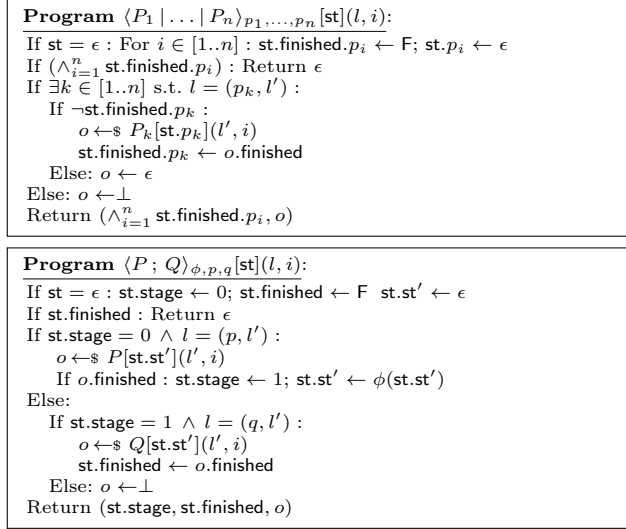 Program ⟨P₁ | … | Pₙ⟩ₚ₁,…,ₚₙ[st](l, i):
If st = ϵ : For i ∈ [1..n] : st.finished.pᵢ ← F; st.pᵢ ← ϵ
If (∧ⁿᵢ₌₁ st.finished.pᵢ) : Return ϵ
If ∃k ∈ [1..n] s.t. l = (pₖ, l′) :
If ¬st.finished.pₖ :
o ←$ Pₖ[st.pₖ](l′, i)
st.finished.pₖ ← o.finished
Else: o ← ϵ
Else: o ←⊥
Return (∧ⁿᵢ₌₁ st.finished.pᵢ, o)
Program ⟨P ; Q⟩_{ϕ,p,q}[st](l, i):
If st = ϵ : st.stage ← 0; st.finished ← F st.st′ ← ϵ
If st.finished : Return ϵ
If st.stage = 0 ∧ l = (p, l′) :
o ←$ P[st.st′](l′, i)
If o.finished : st.stage ← 1; st.st′ ← ϕ(st.st′)
Else:
If st.stage = 1 ∧ l = (q, l′) :
o ←$ Q[st.st′](l′, i)
st.finished ← o.finished
Else: o ←⊥
Return (st.stage, st.finished, o)